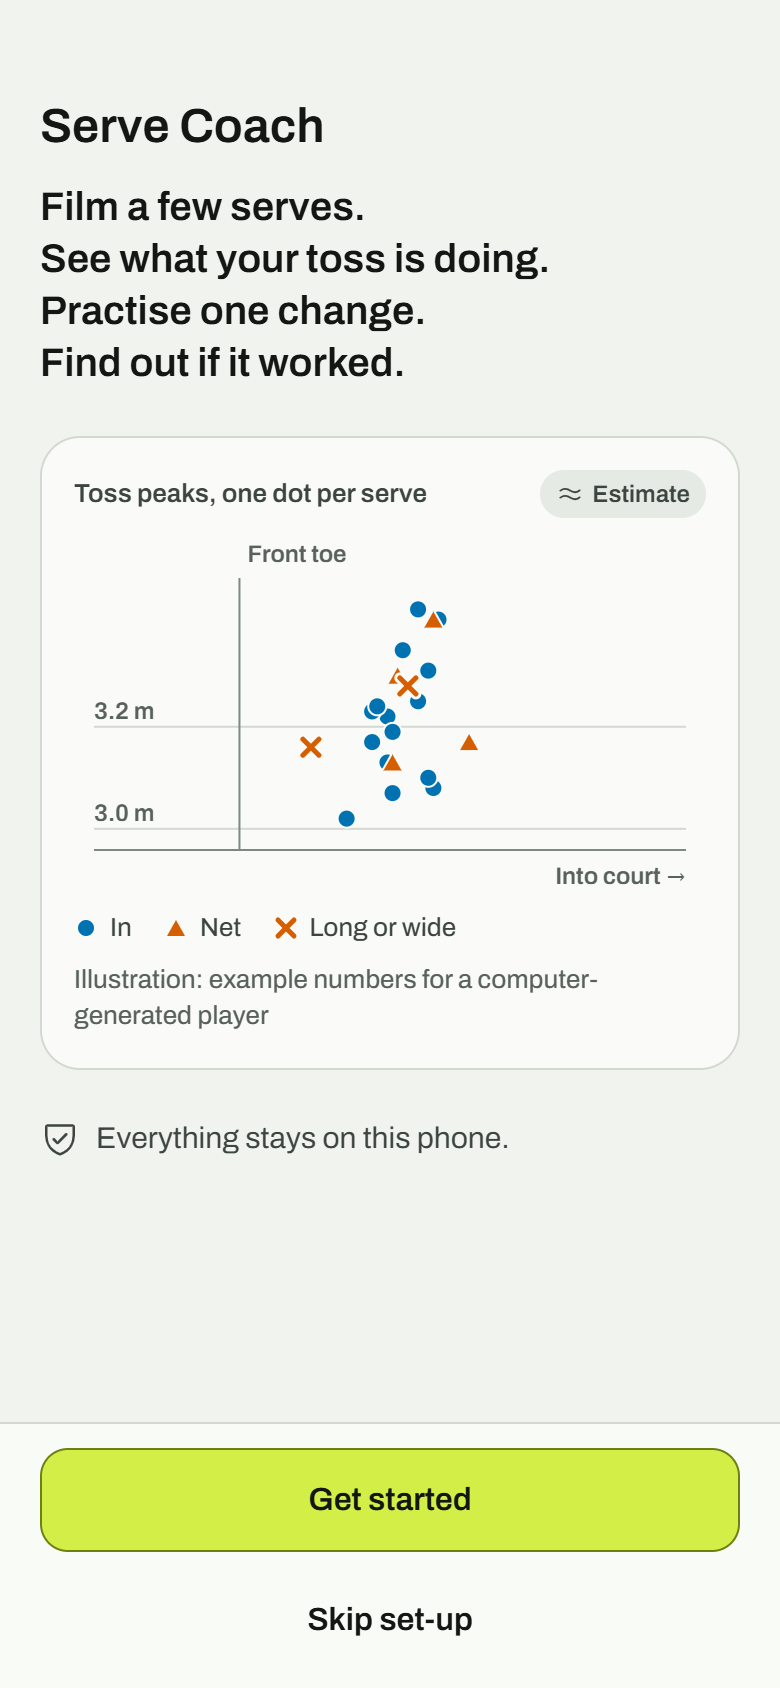 Serve Coach
Film a few serves.
See what your toss is doing.
Practise one change.
Find out if it worked.
Toss peaks, one dot per serve
≈ Estimate
Front toe
3.2 m
3.0 m
Into court →
In
Net
Long or wide
Illustration: example numbers for a computer-
generated player
Everything stays on this phone.
Get started
Skip set-up